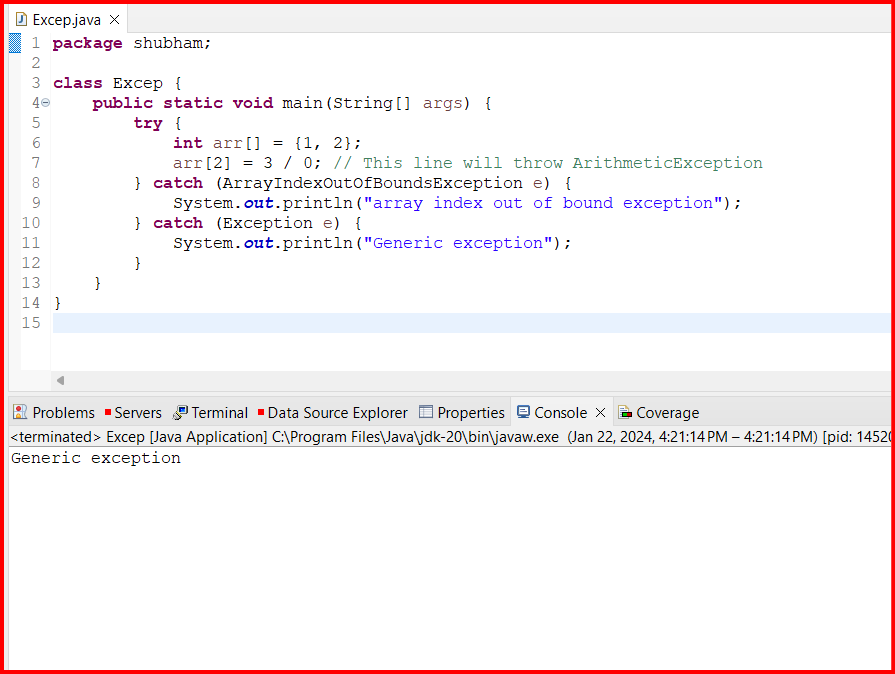 Excep.java
1 package shubham;
2
3 class Excep {
4 public static void main(String[] args) {
5 try {
6 int arr[] = {1, 2};
7 arr[2] = 3 / 0; // This line will throw ArithmeticException
8 } catch (ArrayIndexOutOfBoundsException e) {
9 System.out.println("array index out of bound exception");
10 } catch (Exception e) {
11 System.out.println("Generic exception");
12 }
13 }
14 }
15
Problems Servers Terminal Data Source Explorer Properties Console Coverage
<terminated> Excep [Java Application] C:\Program Files\Java\jdk-20\bin\javaw.exe (Jan 22, 2024, 4:21:14 PM – 4:21:14 PM) [pid: 14520
Generic exception